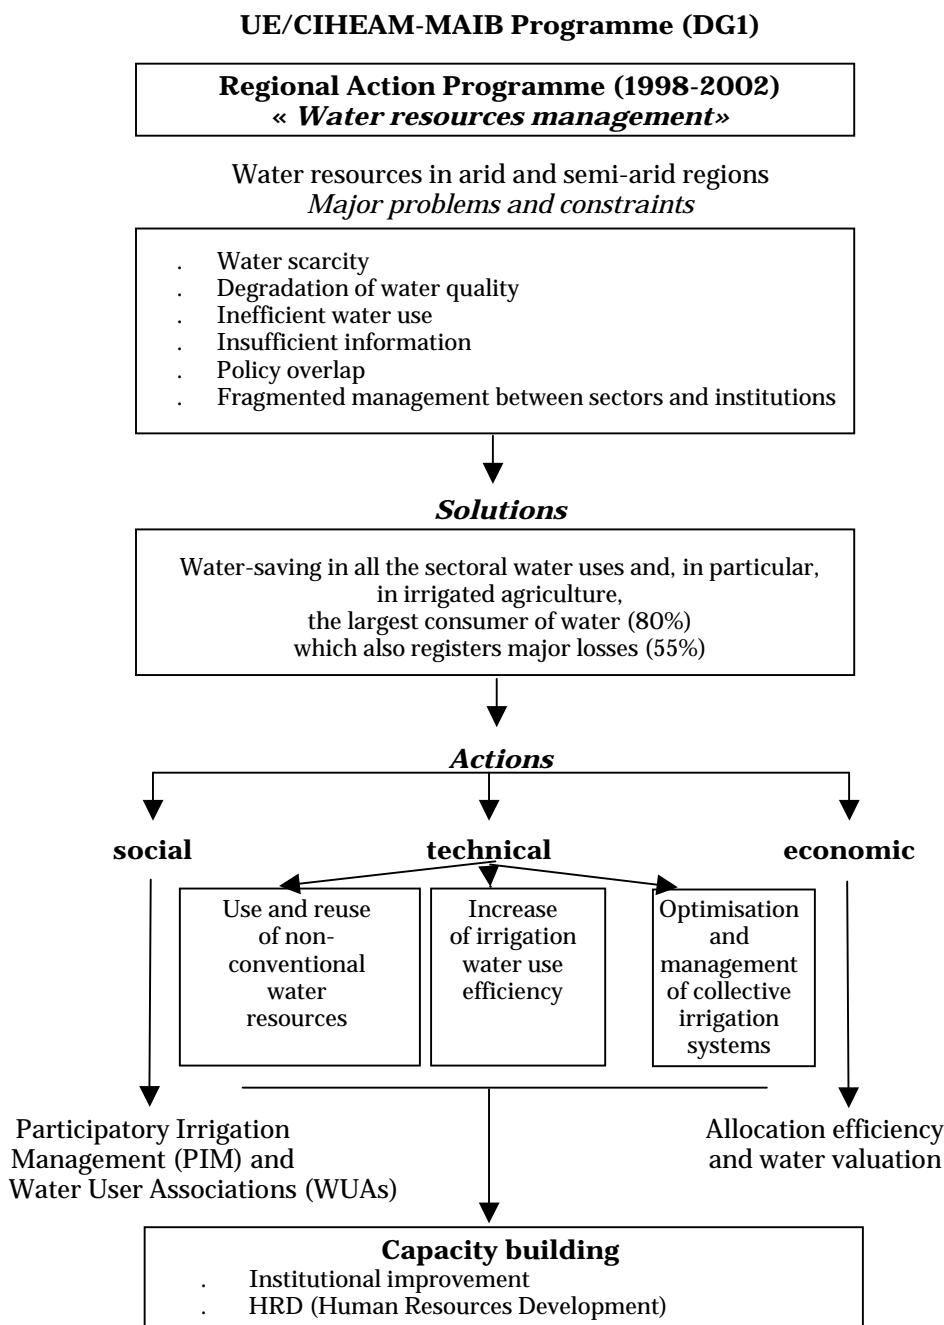 UE/CIHEAM-MAIB Programme (DG1)
Regional Action Programme (1998-2002)
« Water resources management»
Water resources in arid and semi-arid regions
Major problems and constraints
. Water scarcity
. Degradation of water quality
. Inefficient water use
. Insufficient information
. Policy overlap
. Fragmented management between sectors and institutions
Solutions
Water-saving in all the sectoral water uses and, in particular,
in irrigated agriculture,
the largest consumer of water (80%)
which also registers major losses (55%)
Actions
social
technical
economic
Use and reuse
of non-
conventional
water
resources
Increase
of irrigation
water use
efficiency
Optimisation
and
management
of collective
irrigation
systems
Participatory Irrigation
Management (PIM) and
Water User Associations (WUAs)
Allocation efficiency
and water valuation
Capacity building
. Institutional improvement
. HRD (Human Resources Development)